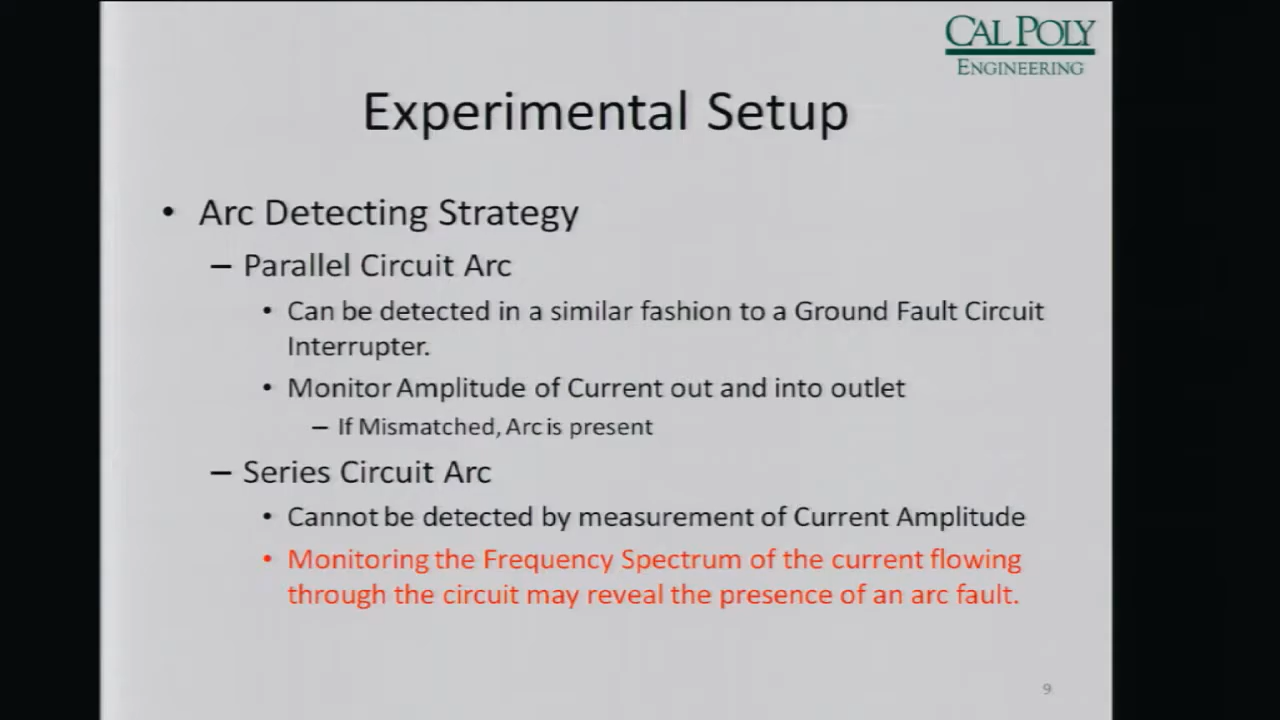 CAL POLY
ENGINEERING
Experimental Setup
• Arc Detecting Strategy
– Parallel Circuit Arc
• Can be detected in a similar fashion to a Ground Fault Circuit
Interrupter.
• Monitor Amplitude of Current out and into outlet
– If Mismatched, Arc is present
– Series Circuit Arc
• Cannot be detected by measurement of Current Amplitude
• Monitoring the Frequency Spectrum of the current flowing
through the circuit may reveal the presence of an arc fault.
9